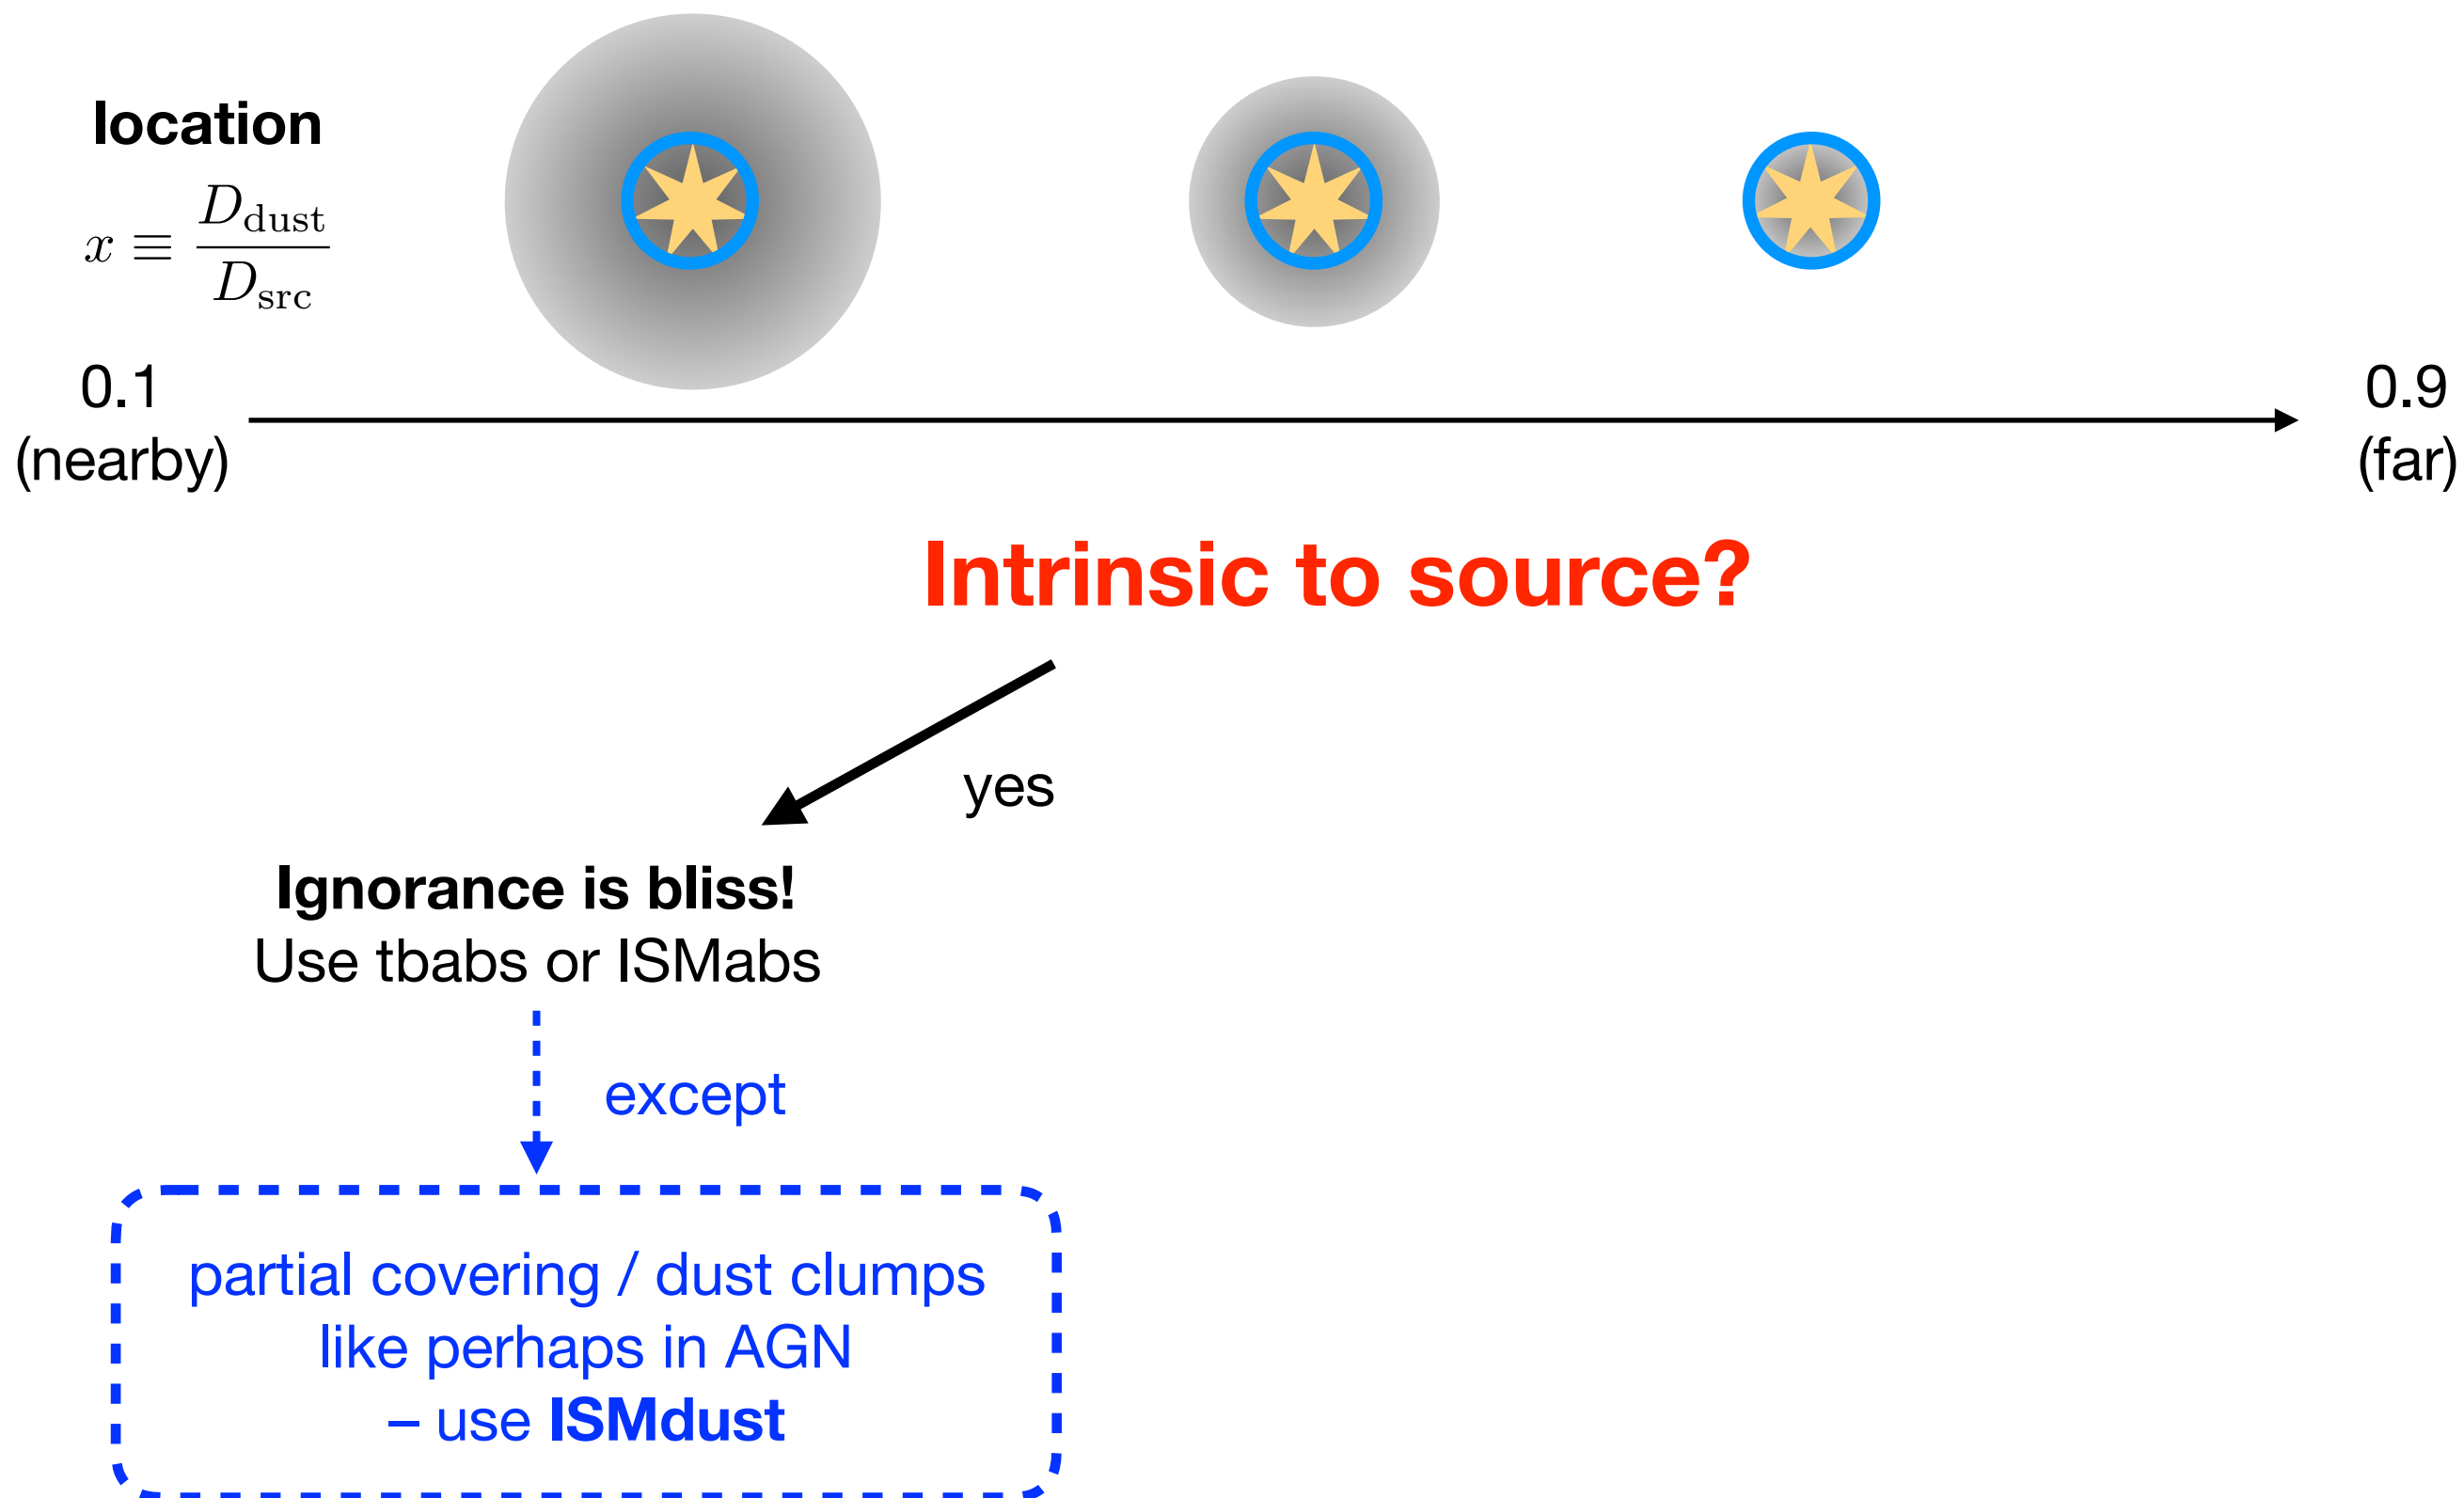 location
x ≡ D_dust / D_src
0.1
(nearby)
0.9
(far)
Intrinsic to source?
yes
Ignorance is bliss!
Use tbabs or ISMabs
except
partial covering / dust clumps
like perhaps in AGN
– use ISMdust